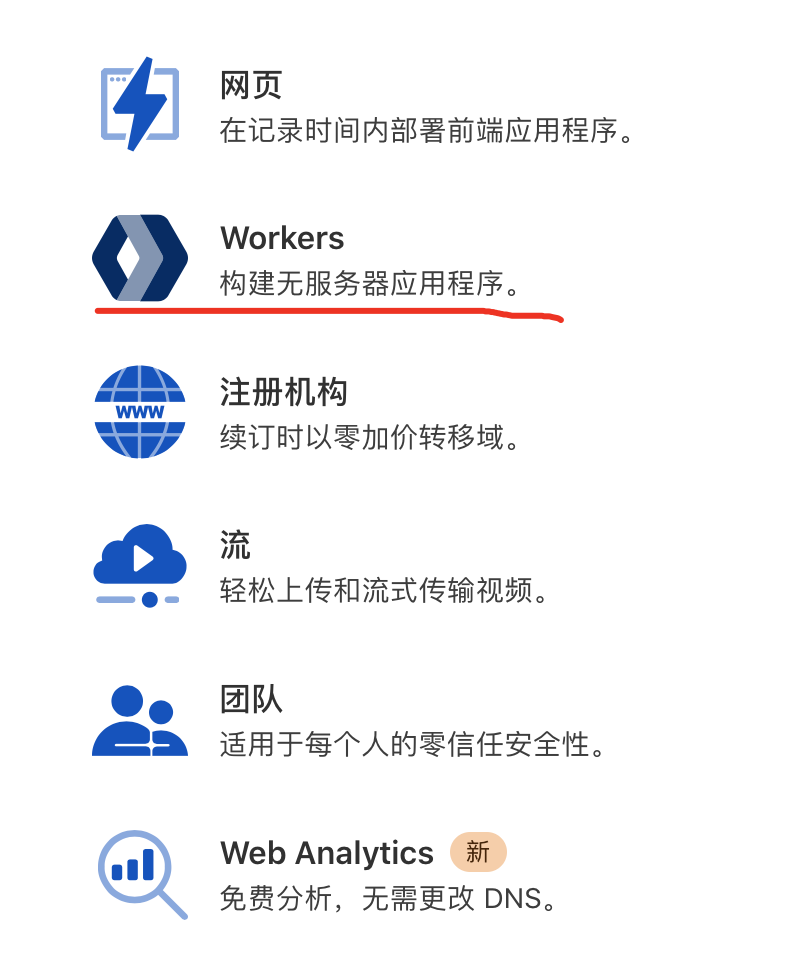 网页
在记录时间内部署前端应用程序。
Workers
构建无服务器应用程序。
WWW
注册机构
续订时以零加价转移域。
流
轻松上传和流式传输视频。
团队
适用于每个人的零信任安全性。
Web Analytics 新
免费分析，无需更改 DNS。